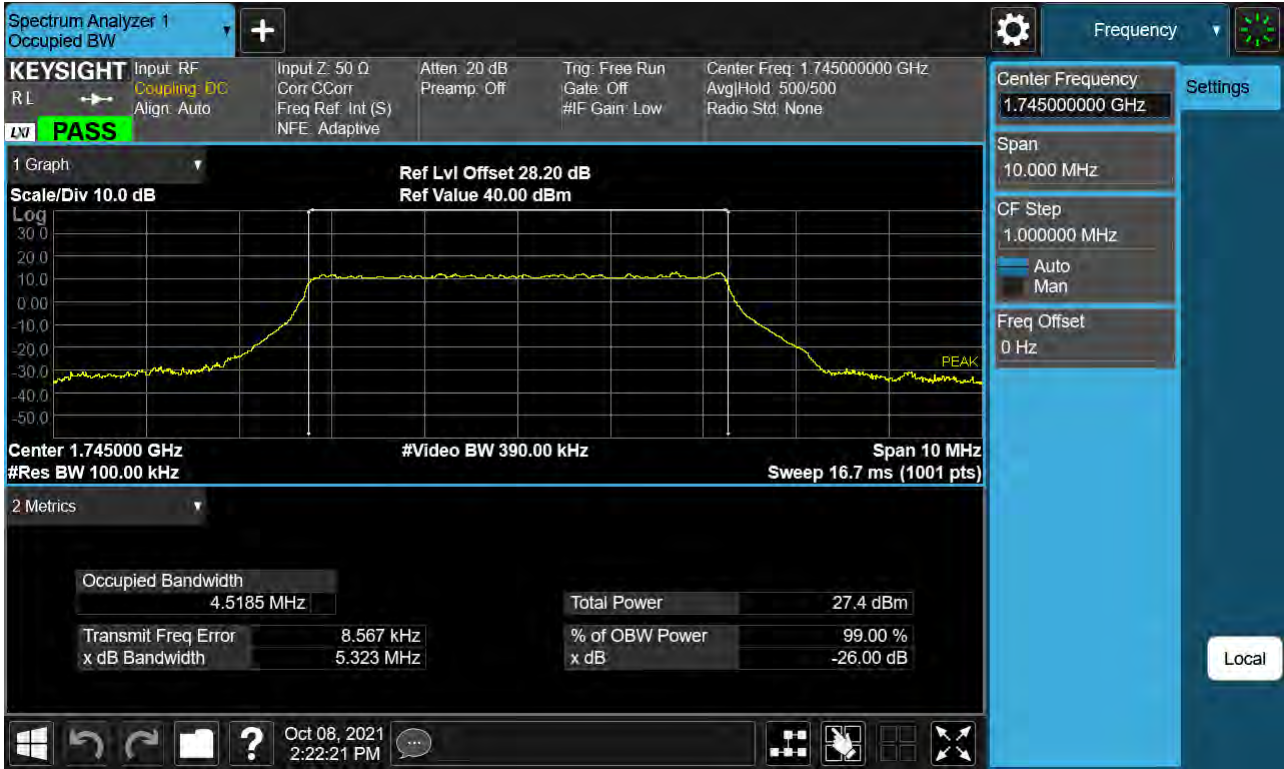 Spectrum Analyzer 1
Occupied BW
Frequency
KEYSIGHT
RL
LXI
PASS
Input: RF
Coupling: DC
Align: Auto
Input Z: 50 Ω
Corr CCorr
Freq Ref: Int (S)
NFE: Adaptive
Atten: 20 dB
Preamp: Off
Trig: Free Run
Gate: Off
#IF Gain: Low
Center Freq: 1.745000000 GHz
Avg|Hold: 500/500
Radio Std: None
1 Graph
Scale/Div 10.0 dB
Ref Lvl Offset 28.20 dB
Ref Value 40.00 dBm
Log
30.0
20.0
10.0
0.00
-10.0
-20.0
-30.0
-40.0
-50.0
PEAK
Center 1.745000 GHz
#Video BW 390.00 kHz
Span 10 MHz
#Res BW 100.00 kHz
Sweep 16.7 ms (1001 pts)
2 Metrics
Occupied Bandwidth
4.5185 MHz
Transmit Freq Error 8.567 kHz
x dB Bandwidth 5.323 MHz
Total Power 27.4 dBm
% of OBW Power 99.00 %
x dB -26.00 dB
Center Frequency
1.745000000 GHz
Span
10.000 MHz
CF Step
1.000000 MHz
Auto
Man
Freq Offset
0 Hz
Settings
Local
?
Oct 08, 2021
2:22:21 PM